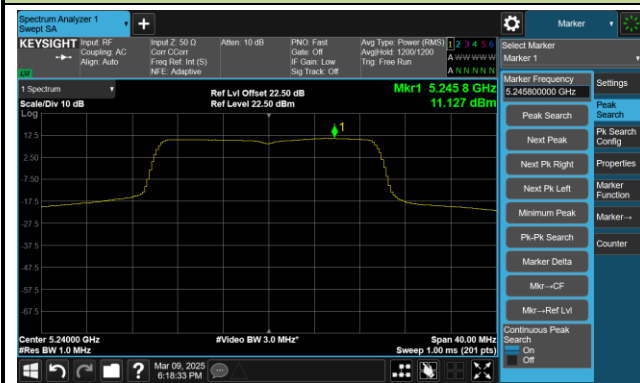 Spectrum Analyzer 1
Swept SA
Marker
KEYSIGHT
Input: RF
Coupling: AC
Align: Auto
Input Z: 50 Ω
Corr CCorr
Freq Ref: Int (S)
NFE: Adaptive
Atten: 10 dB
PNO: Fast
Gate: Off
IF Gain: Low
Sig Track: Off
Avg Type: Power (RMS)
Avg|Hold: 1200/1200
Trig: Free Run
1 2 3 4 5 6
A W W W W W
A N N N N N
LXI
Select Marker
Marker 1
1 Spectrum
Scale/Div 10 dB
Log
Ref Lvl Offset 22.50 dB
Ref Level 22.50 dBm
Mkr1 5.245 8 GHz
11.127 dBm
Marker Frequency
5.245800000 GHz
Settings
Peak Search
Peak
Search
Next Peak
Pk Search
Config
Next Pk Right
Properties
Next Pk Left
Marker
Function
Minimum Peak
Marker→
Pk-Pk Search
Counter
Marker Delta
Mkr→CF
Mkr→Ref Lvl
Continuous Peak
Search
On
Off
1
12.5
2.50
-7.50
-17.5
-27.5
-37.5
-47.5
-57.5
-67.5
Center 5.24000 GHz
#Res BW 1.0 MHz
#Video BW 3.0 MHz*
Span 40.00 MHz
Sweep 1.00 ms (201 pts)
?
Mar 09, 2025
6:18:33 PM